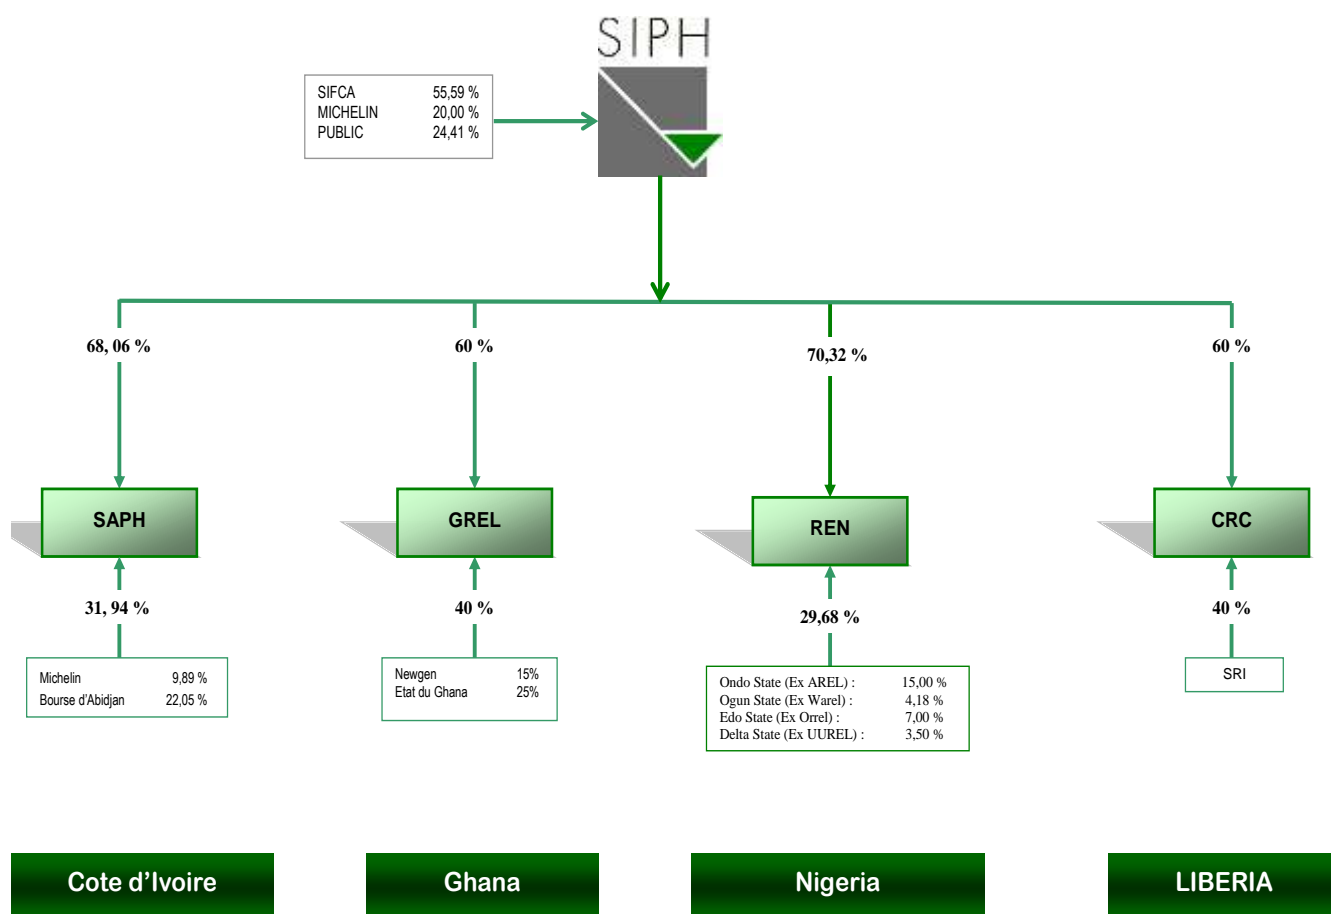 SIPH
SIFCA 55,59 %
MICHELIN 20,00 %
PUBLIC 24,41 %
68, 06 %
60 %
70,32 %
60 %
SAPH
GREL
REN
CRC
31, 94 %
40 %
29,68 %
40 %
Michelin 9,89 %
Bourse d'Abidjan 22,05 %
Newgen 15%
Etat du Ghana 25%
Ondo State (Ex AREL) : 15,00 %
Ogun State (Ex Warel) : 4,18 %
Edo State (Ex Orrel) : 7,00 %
Delta State (Ex UUREL) : 3,50 %
SRI
Cote d'Ivoire
Ghana
Nigeria
LIBERIA